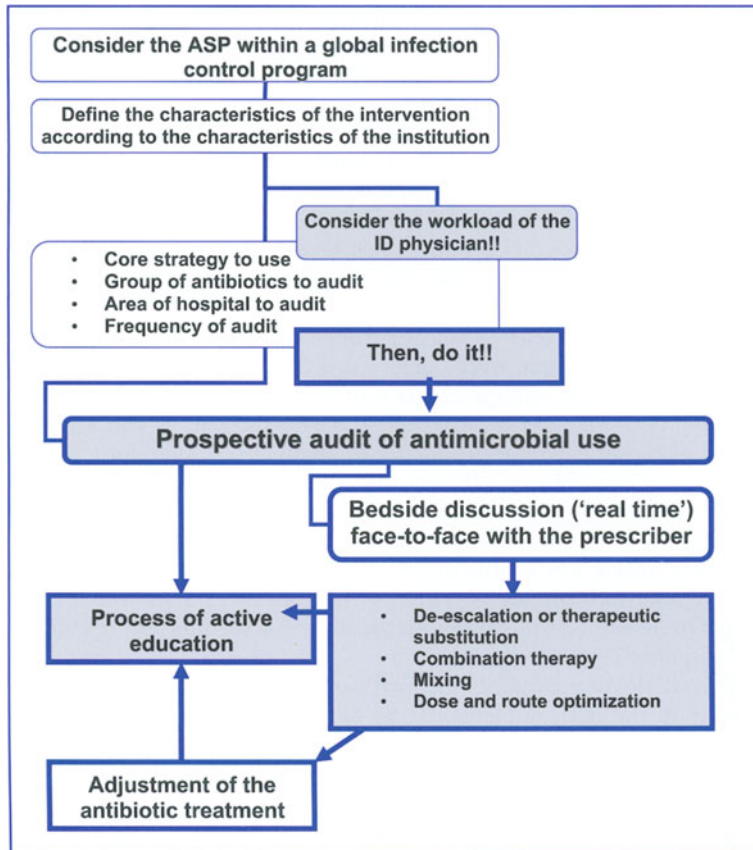 Consider the ASP within a global infection
control program
Define the characteristics of the intervention
according to the characteristics of the institution
Consider the workload of the
ID physician!!
• Core strategy to use
• Group of antibiotics to audit
• Area of hospital to audit
• Frequency of audit
Then, do it!!
Prospective audit of antimicrobial use
Bedside discussion (‘real time’)
face-to-face with the prescriber
Process of active
education
• De-escalation or therapeutic
substitution
• Combination therapy
• Mixing
• Dose and route optimization
Adjustment of the
antibiotic treatment